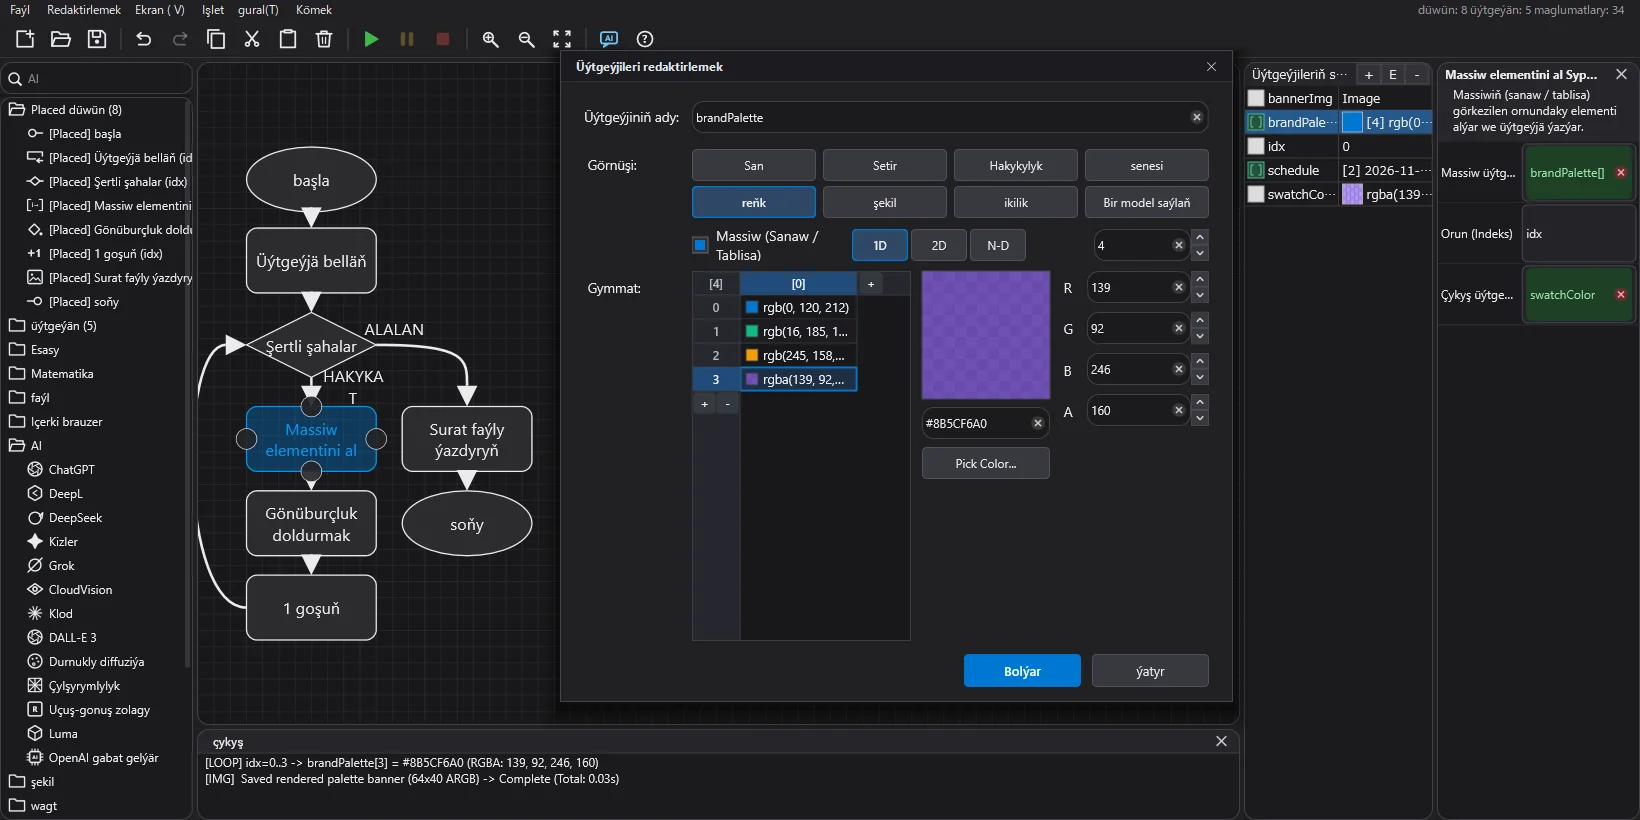 Faýl Redaktirlemek Ekran ( V) Işlet gural(T) Kömek
düwün: 8 üýtgeýän: 5 maglumatlary: 34
AI
Placed düwün (8)
[Placed] başla
[Placed] Üýtgeýjä belläň (id
[Placed] Şertli şahalar (idx)
[Placed] Massiw elementini
[Placed] Gönüburçluk dold
[Placed] 1 goşuň (idx)
[Placed] Surat faýly ýazdyry
[Placed] soňy
üýtgeýän (5)
Esasy
Matematika
faýl
Içerki brauzer
AI
ChatGPT
DeepL
DeepSeek
Kizler
Grok
CloudVision
Klod
DALL-E 3
Durnukly diffuziýa
Çylşyrymlylyk
Uçuş-gonuş zolagy
Luma
OpenAI gabat gelýär
şekil
wagt
başla
Üýtgeýjä belläň
Şertli şahalar
ALALAN
HAKYKA
T
Massiw
elementini al
Surat faýly
ýazdyryň
Gönüburçluk
doldurmak
soňy
1 goşuň
Üýtgeýjileri redaktirlemek
Üýtgeýjiniň ady: brandPalette
Görnüşi: San Setir Hakykylyk senesi
reňk şekil ikilik Bir model saýlaň
Massiw (Sanaw /
Tablisa)
1D 2D N-D 4
Gymmat: [4] [0] +
0 rgb(0, 120, 212)
1 rgb(16, 185, 1...
2 rgb(245, 158,...
3 rgba(139, 92,...
+ -
R 139
G 92
B 246
A 160
#8B5CF6A0
Pick Color...
Bolýar ýatyr
Üýtgeýjileriň s··· + E -
bannerImg Image
brandPale··· [4] rgb(0···
idx 0
schedule [2] 2026-11-···
swatchCo··· rgba(139···
Massiw elementini al Syp...
Massiwiň (sanaw / tablisa)
görkezilen ornundaky elementi
alýar we üýtgeýjä ýazýar.
Massiw üýtg... brandPalette[]
Orun (Indeks) idx
Çykyş üýtge... swatchColor
çykyş
[LOOP] idx=0..3 -> brandPalette[3] = #8B5CF6A0 (RGBA: 139, 92, 246, 160)
[IMG] Saved rendered palette banner (64x40 ARGB) -> Complete (Total: 0.03s)